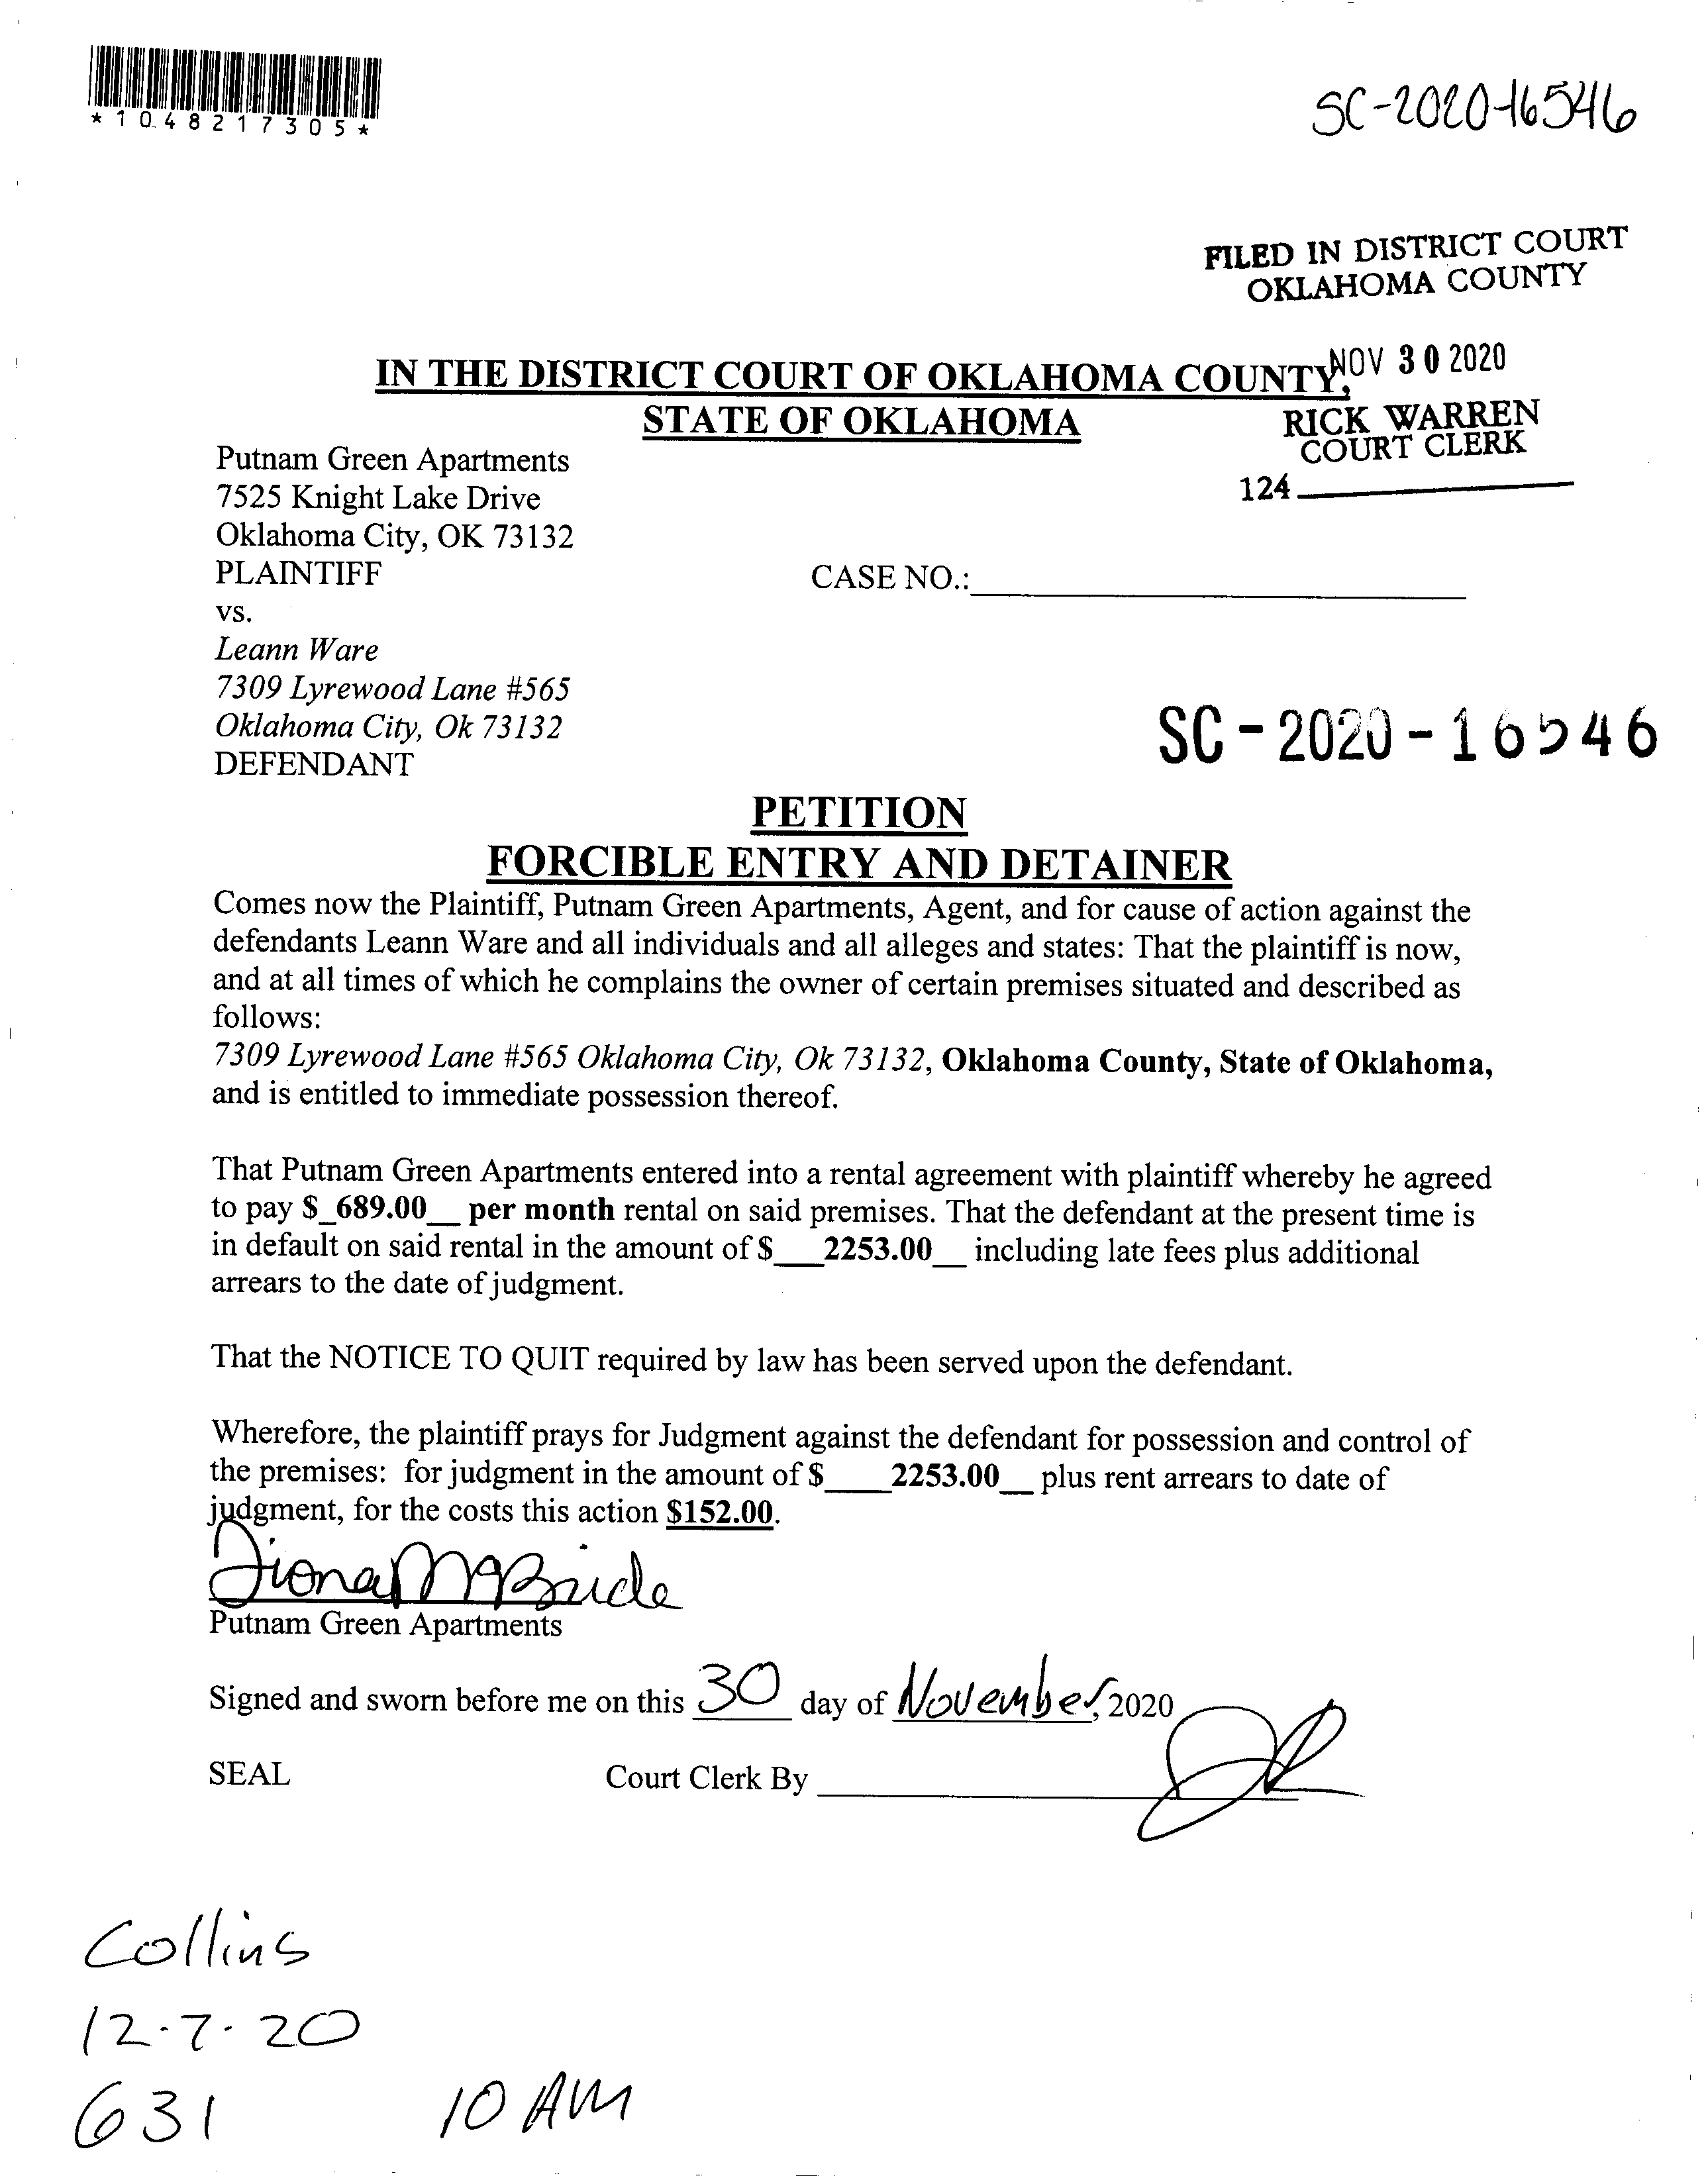 *1048217305*
SC-2020-16546
FILED IN DISTRICT COURT
OKLAHOMA COUNTY
NOV 30 2020
RICK WARREN
COURT CLERK
124
IN THE DISTRICT COURT OF OKLAHOMA COUNTY,
STATE OF OKLAHOMA
Putnam Green Apartments
7525 Knight Lake Drive
Oklahoma City, OK 73132
PLAINTIFF
CASE NO.:
vs.
Leann Ware
7309 Lyrewood Lane #565
Oklahoma City, Ok 73132
DEFENDANT
SC-2020-16546
PETITION
FORCIBLE ENTRY AND DETAINER
Comes now the Plaintiff, Putnam Green Apartments, Agent, and for cause of action against the
defendants Leann Ware and all individuals and all alleges and states: That the plaintiff is now,
and at all times of which he complains the owner of certain premises situated and described as
follows:
7309 Lyrewood Lane #565 Oklahoma City, Ok 73132, Oklahoma County, State of Oklahoma,
and is entitled to immediate possession thereof.
That Putnam Green Apartments entered into a rental agreement with plaintiff whereby he agreed
to pay $_689.00__ per month rental on said premises. That the defendant at the present time is
in default on said rental in the amount of $___2253.00__ including late fees plus additional
arrears to the date of judgment.
That the NOTICE TO QUIT required by law has been served upon the defendant.
Wherefore, the plaintiff prays for Judgment against the defendant for possession and control of
the premises: for judgment in the amount of $____2253.00__ plus rent arrears to date of
judgment, for the costs this action $152.00.
Fiona McBride
Putnam Green Apartments
Signed and sworn before me on this 30 day of November, 2020
SEAL Court Clerk By
Collins
12-7-20
631 10 AM